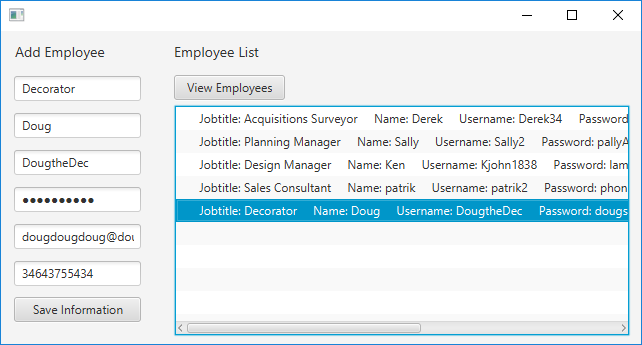 Add Employee
Decorator
Doug
DougtheDec
●●●●●●●●●●
dougdougdoug@dou
34643755434
Save Information
Employee List
View Employees
Jobtitle: Acquisitions Surveyor Name: Derek Username: Derek34 Password
Jobtitle: Planning Manager Name: Sally Username: Sally2 Password: pallyA
Jobtitle: Design Manager Name: Ken Username: Kjohn1838 Password: Iam
Jobtitle: Sales Consultant Name: patrik Username: patrik2 Password: phon
Jobtitle: Decorator Name: Doug Username: DougtheDec Password: dougs